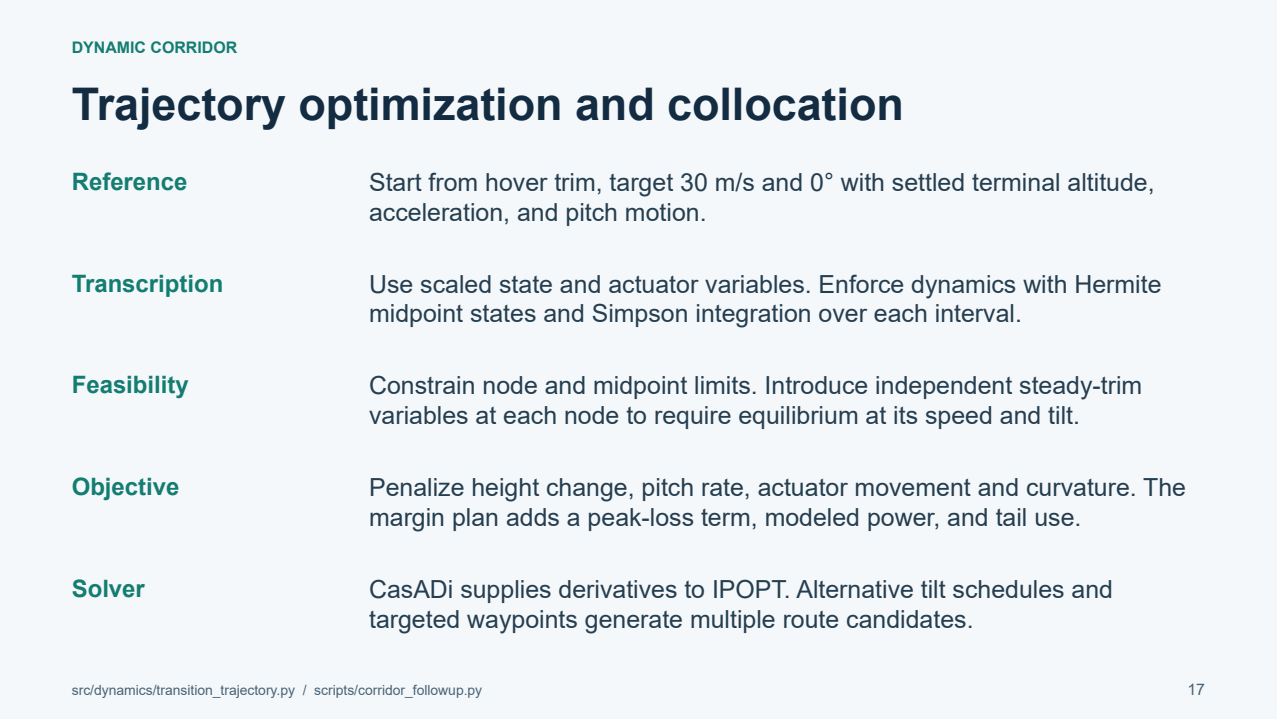 DYNAMIC CORRIDOR
Trajectory optimization and collocation
Reference
Start from hover trim, target 30 m/s and 0° with settled terminal altitude,
acceleration, and pitch motion.
Transcription
Use scaled state and actuator variables. Enforce dynamics with Hermite
midpoint states and Simpson integration over each interval.
Feasibility
Constrain node and midpoint limits. Introduce independent steady-trim
variables at each node to require equilibrium at its speed and tilt.
Objective
Penalize height change, pitch rate, actuator movement and curvature. The
margin plan adds a peak-loss term, modeled power, and tail use.
Solver
CasADi supplies derivatives to IPOPT. Alternative tilt schedules and
targeted waypoints generate multiple route candidates.
src/dynamics/transition_trajectory.py / scripts/corridor_followup.py
17